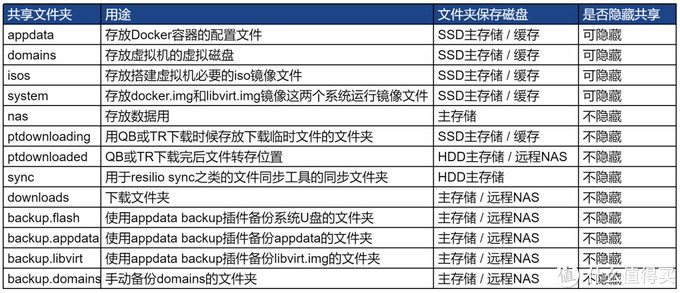 共享文件夹 用途 文件夹保存磁盘 是否隐藏共享
appdata 存放Docker容器的配置文件 SSD主存储 / 缓存 可隐藏
domains 存放虚拟机的虚拟磁盘 SSD主存储 / 缓存 可隐藏
isos 存放搭建虚拟机必要的iso镜像文件 SSD主存储 / 缓存 可隐藏
system 存放docker.img和libvirt.img镜像这两个系统运行镜像文件 SSD主存储 / 缓存 可隐藏
nas 存放数据用 主存储 不隐藏
ptdownloading 用QB或TR下载时候存放下载临时文件的文件夹 SSD主存储 / 缓存 不隐藏
ptdownloaded QB或TR下载完后文件转存位置 HDD主存储 / 远程NAS 不隐藏
sync 用于resilio sync之类的文件同步工具的同步文件夹 HDD主存储 不隐藏
downloads 下载文件夹 主存储 / 远程NAS 不隐藏
backup.flash 使用appdata backup插件备份系统U盘的文件夹 主存储 / 远程NAS 不隐藏
backup.appdata 使用appdata backup插件备份appdata的文件夹 主存储 / 远程NAS 不隐藏
backup.libvirt 使用appdata backup插件备份libvirt.img的文件夹 主存储 / 远程NAS 不隐藏
backup.domains 手动备份domains的文件夹 主存储 / 远程NAS 不隐藏
值 什么值得买